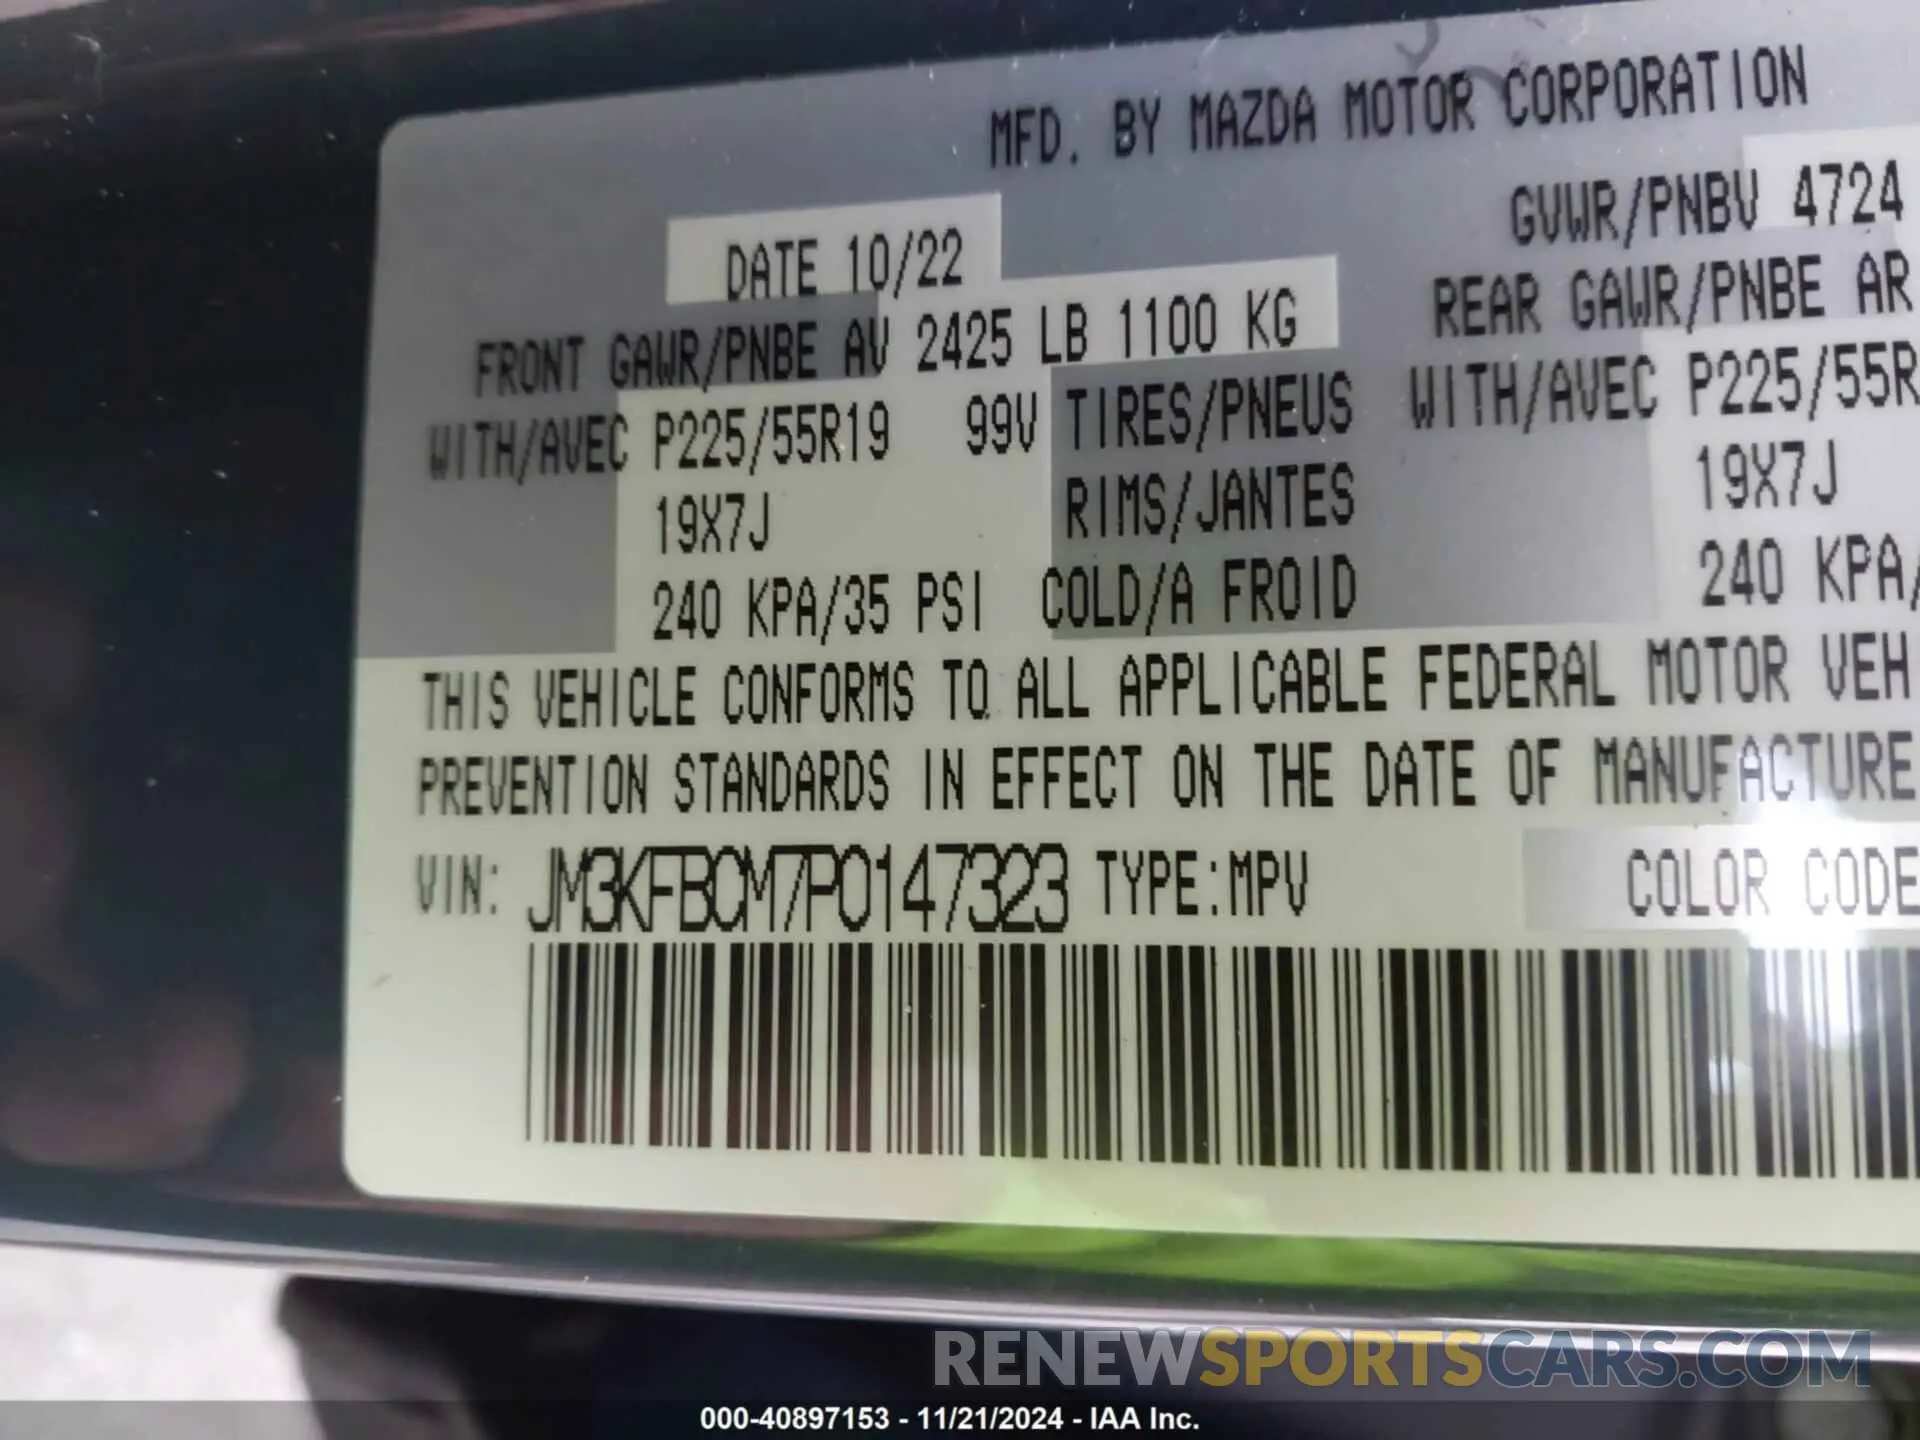 MFD. BY MAZDA MOTOR CORPORATION
DATE 10/22
GVWR/PNBV 4724
FRONT GAWR/PNBE AV 2425 LB 1100 KG
REAR GAWR/PNBE AR
WITH/AVEC P225/55R19 99V TIRES/PNEUS WITH/AVEC P225/55R
19X7J RIMS/JANTES 19X7J
240 KPA/35 PSI COLD/A FROID 240 KPA/
THIS VEHICLE CONFORMS TO ALL APPLICABLE FEDERAL MOTOR VEH
PREVENTION STANDARDS IN EFFECT ON THE DATE OF MANUFACTURE
VIN: JM3KFBCM7P0147323 TYPE:MPV COLOR CODE
RENEWSPORTSCARS.COM
000-40897153 - 11/21/2024 - IAA Inc.